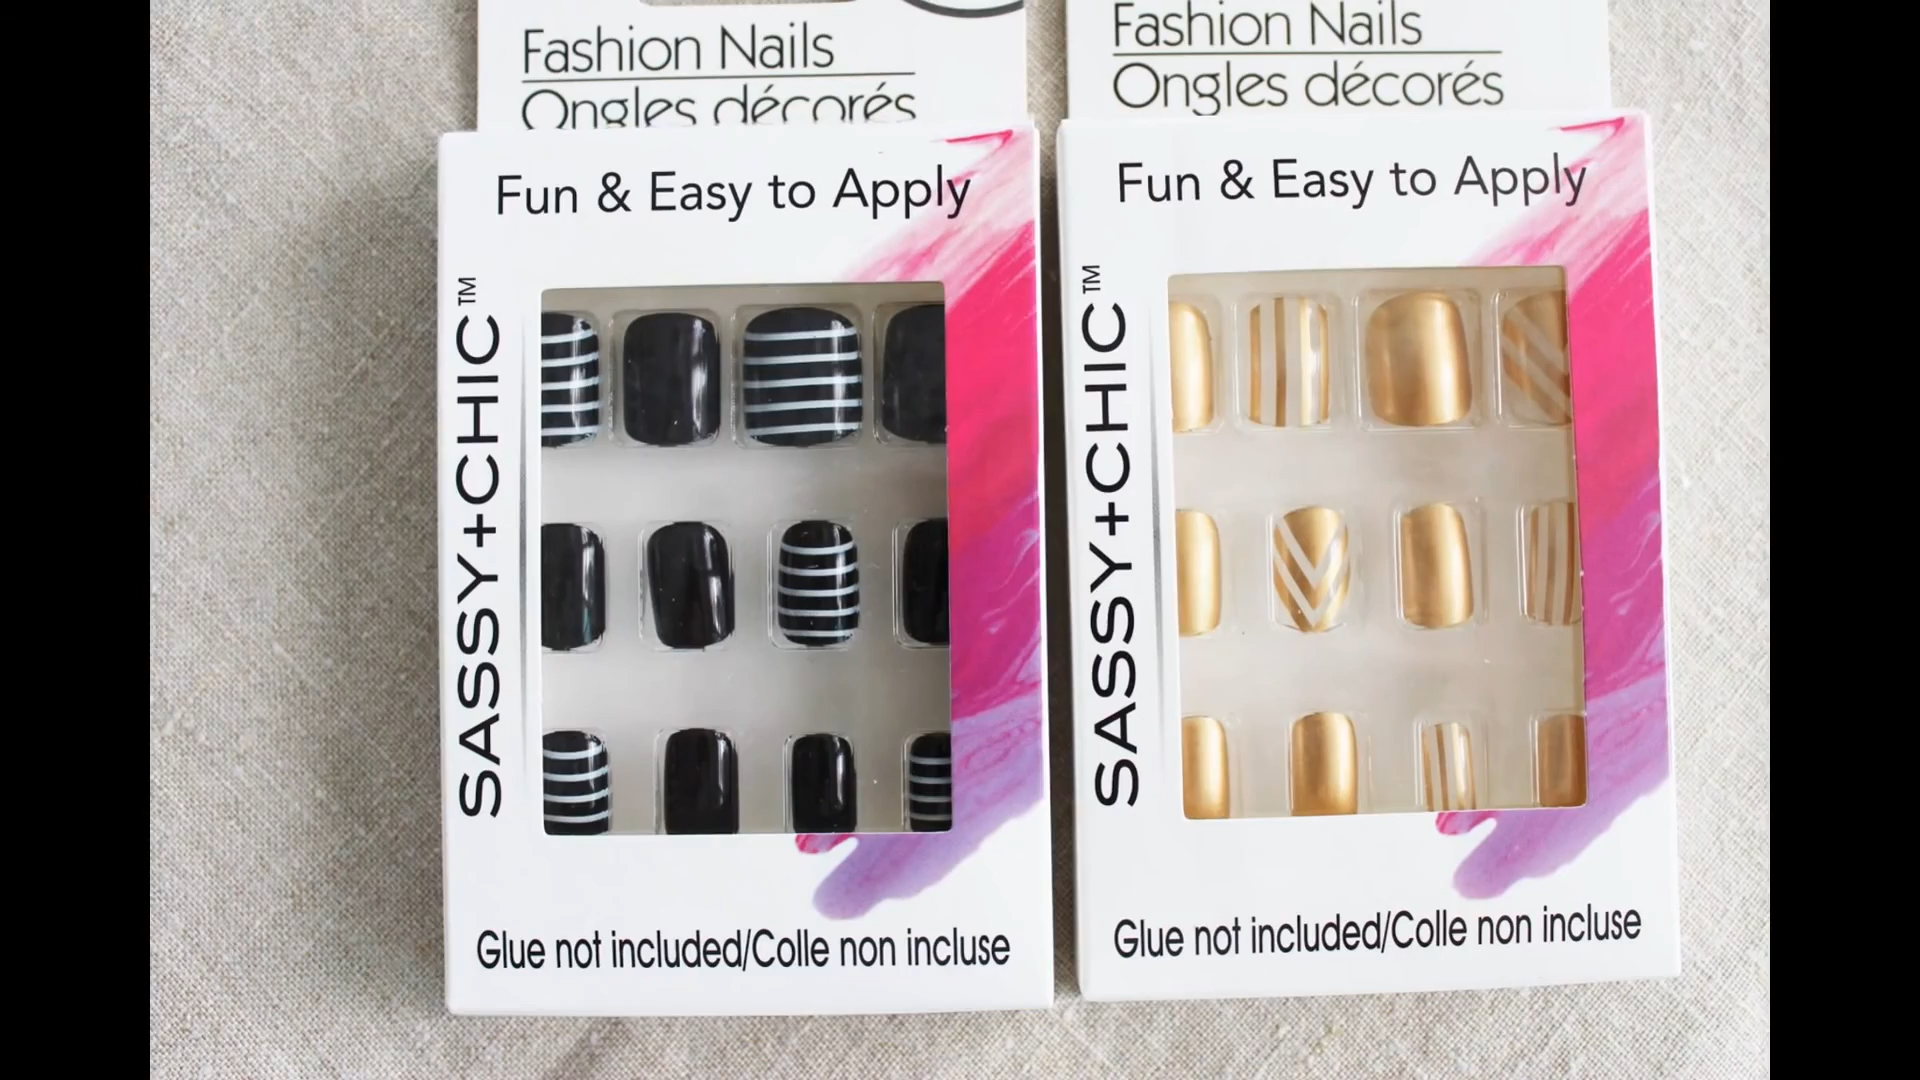 Fashion Nails
Ongles décorés
Fun & Easy to Apply
SASSY+CHIC™
Glue not included/Colle non incluse
Fashion Nails
Ongles décorés
Fun & Easy to Apply
SASSY+CHIC™
Glue not included/Colle non incluse